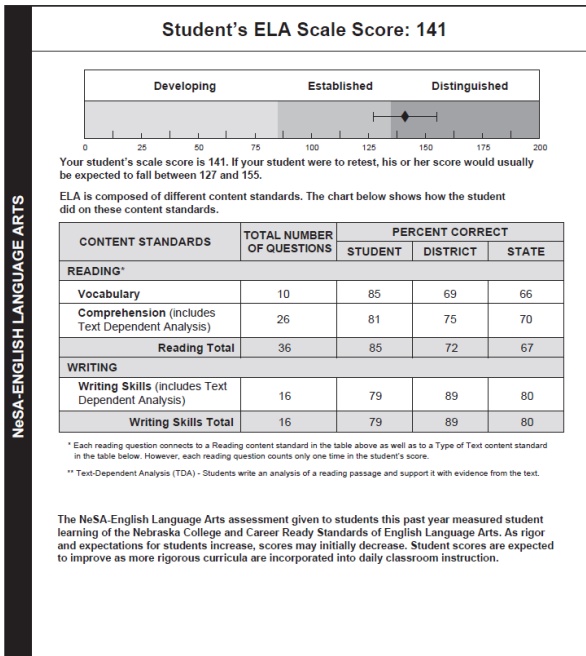 Student's ELA Scale Score: 141
NeSA-ENGLISH LANGUAGE ARTS
Developing Established Distinguished
0 25 50 75 100 125 150 175 200
Your student's scale score is 141. If your student were to retest, his or her score would usually
be expected to fall between 127 and 155.
ELA is composed of different content standards. The chart below shows how the student
did on these content standards.
CONTENT STANDARDS
TOTAL NUMBER
OF QUESTIONS
PERCENT CORRECT
STUDENT DISTRICT STATE
READING*
Vocabulary 10 85 69 66
Comprehension (includes
Text Dependent Analysis) 26 81 75 70
Reading Total 36 85 72 67
WRITING
Writing Skills (includes Text
Dependent Analysis) 16 79 89 80
Writing Skills Total 16 79 89 80
* Each reading question connects to a Reading content standard in the table above as well as to a Type of Text content standard
in the table below. However, each reading question counts only one time in the student's score.
** Text-Dependent Analysis (TDA) - Students write an analysis of a reading passage and support it with evidence from the text.
The NeSA-English Language Arts assessment given to students this past year measured student
learning of the Nebraska College and Career Ready Standards of English Language Arts. As rigor
and expectations for students increase, scores may initially decrease. Student scores are expected
to improve as more rigorous curricula are incorporated into daily classroom instruction.